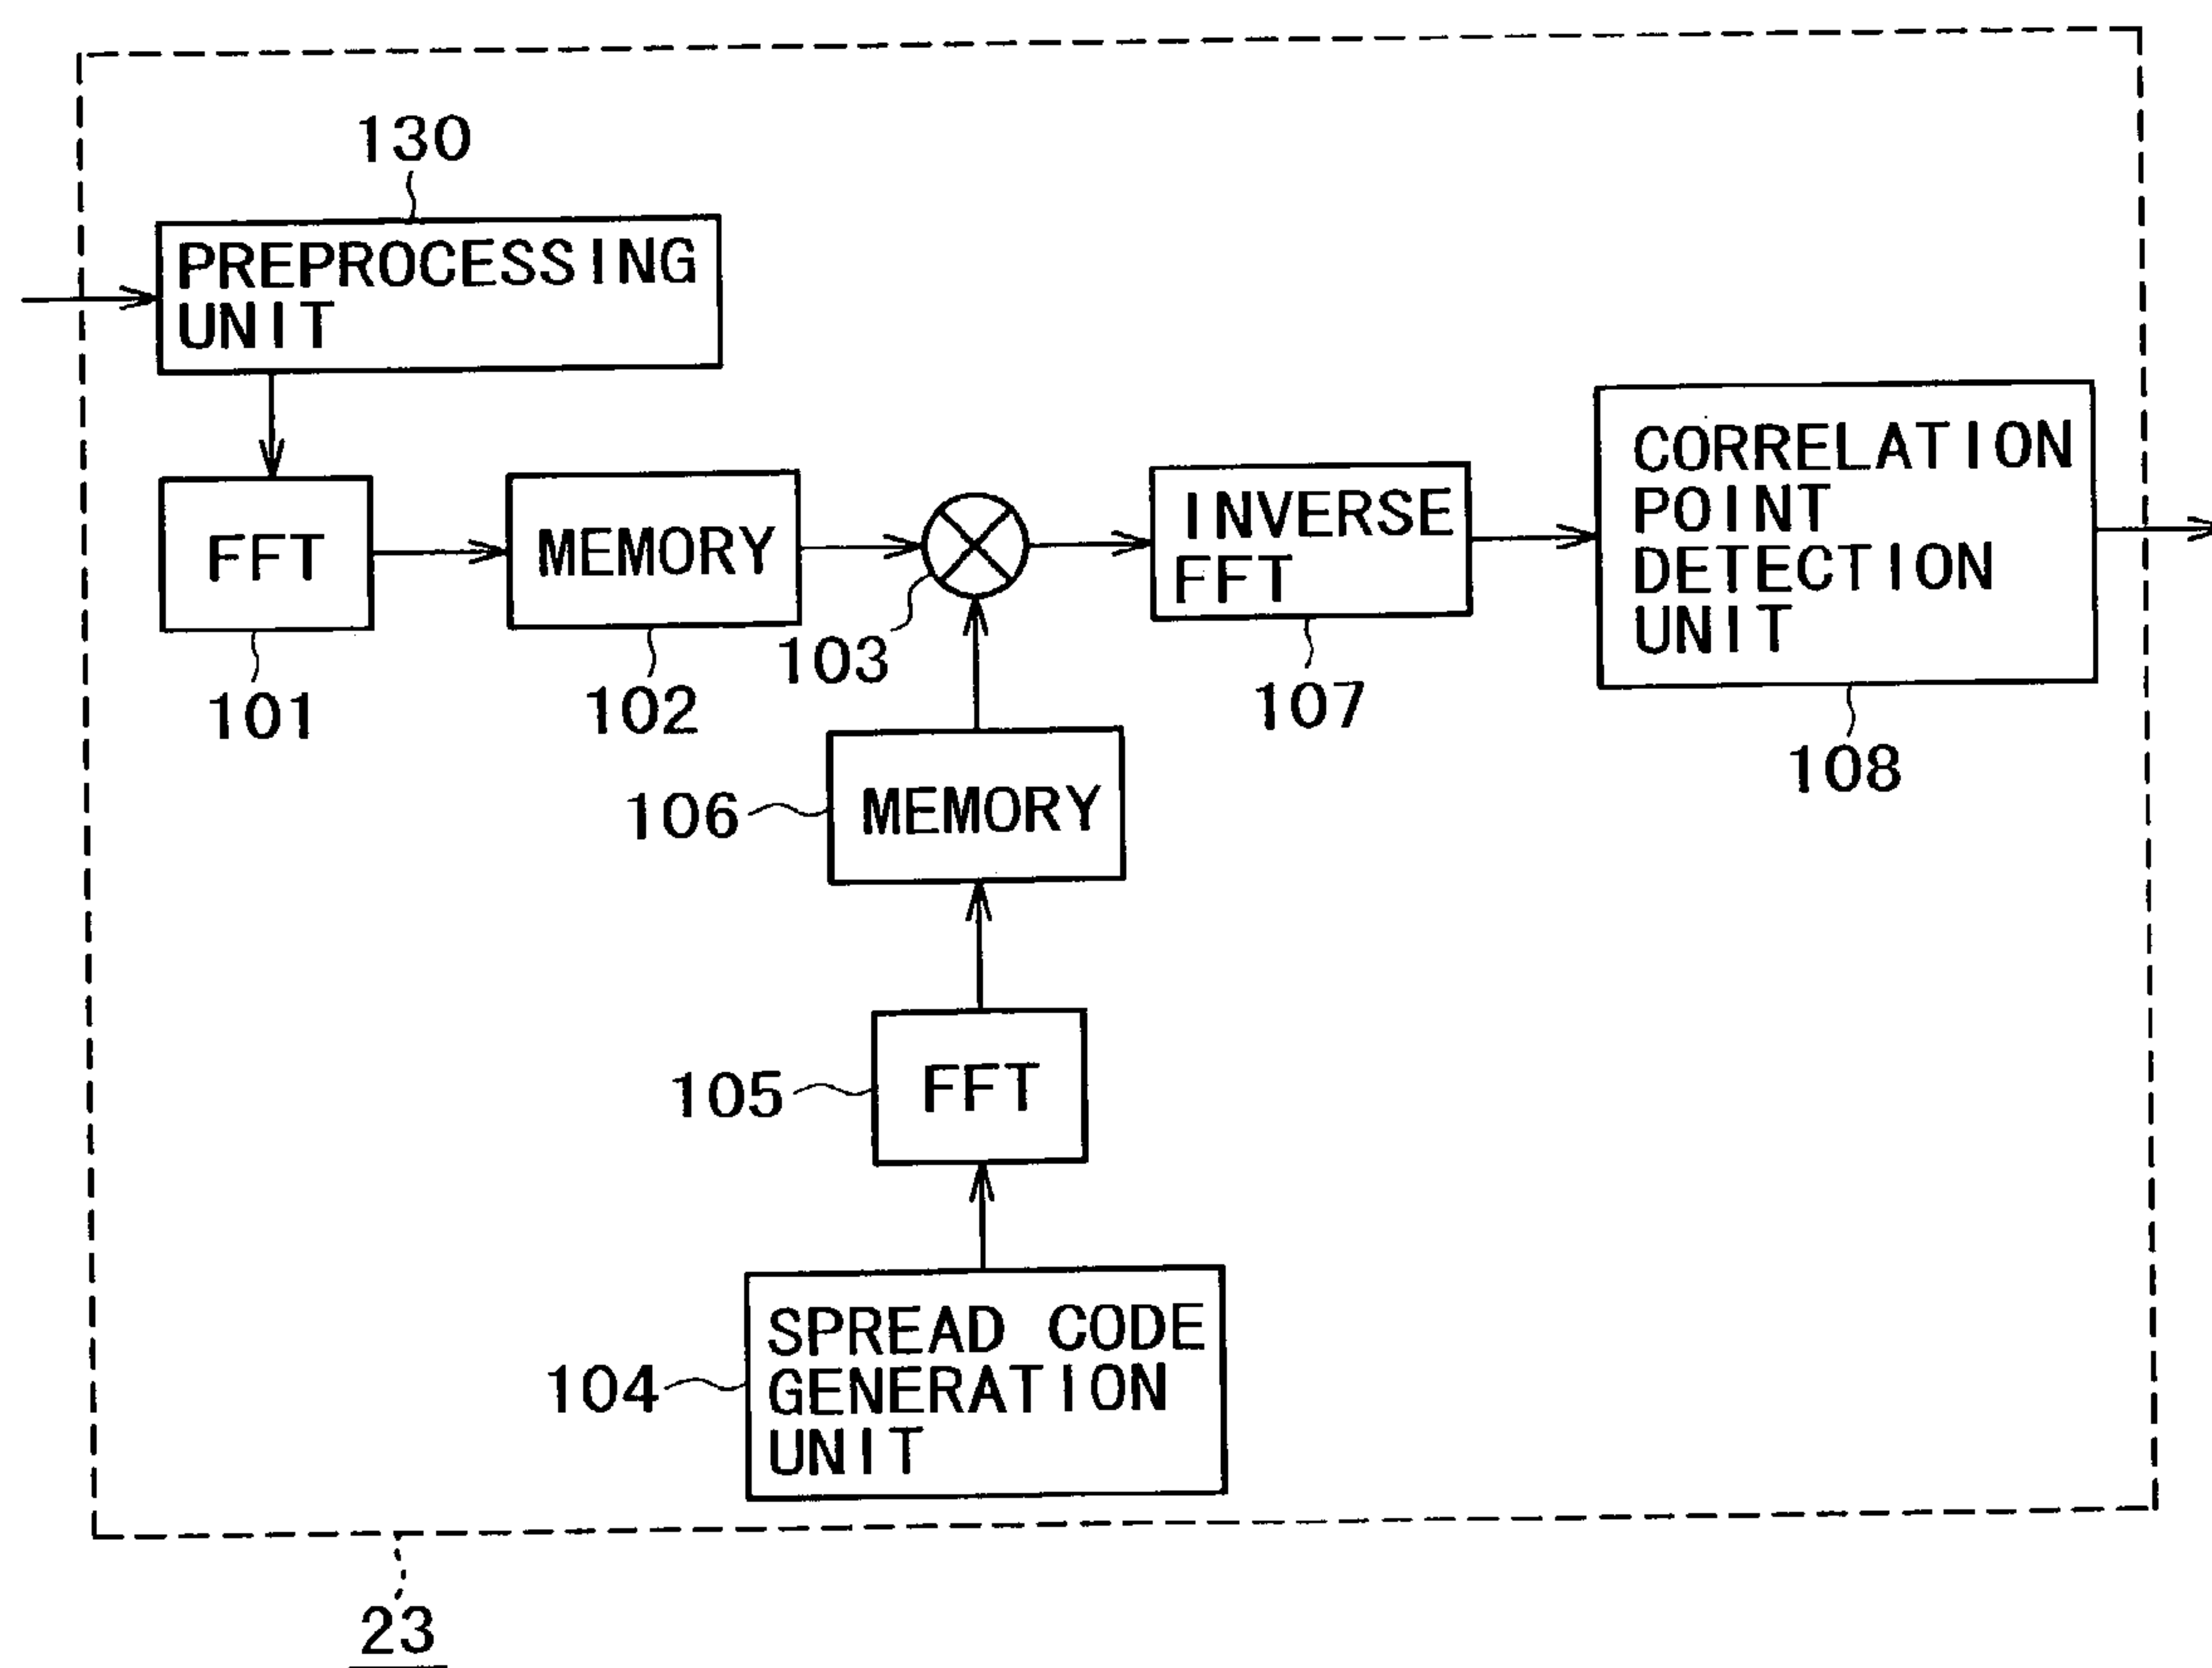 130
PREPROCESSING
UNIT
FFT
101
MEMORY
102
103
INVERSE
FFT
107
CORRELATION
POINT
DETECTION
UNIT
108
106
MEMORY
105
FFT
104
SPREAD CODE
GENERATION
UNIT
23